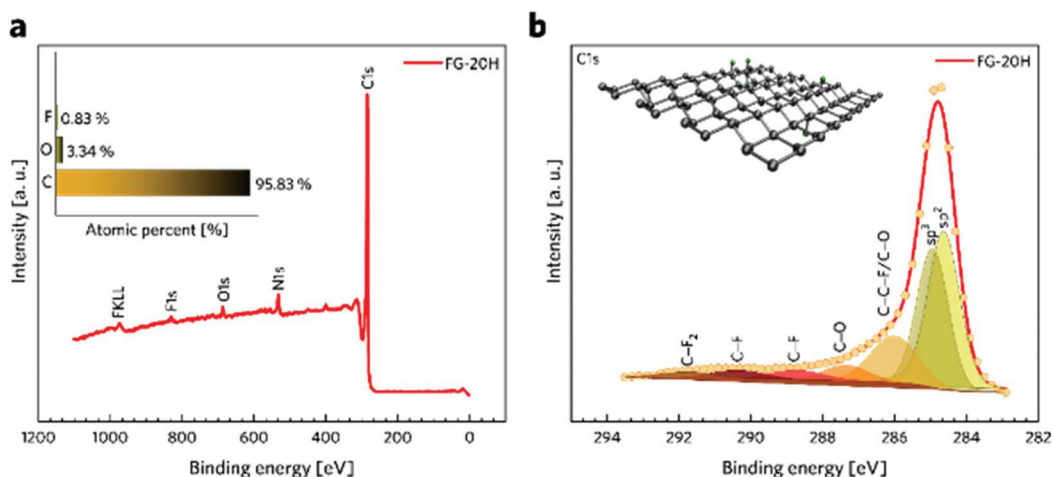 a
FG-20H
C1s
F 0.83 %
O 3.34 %
C 95.83 %
Atomic percent [%]
FKLL
F1s
O1s
N1s
Intensity [a. u.]
1200 1000 800 600 400 200 0
Binding energy [eV]
b
C1s
FG-20H
sp³
sp²
C–C–F/C–O
C–O
C–F
C–F
C–F₂
Intensity [a. u.]
294 292 290 288 286 284 282
Binding energy [eV]